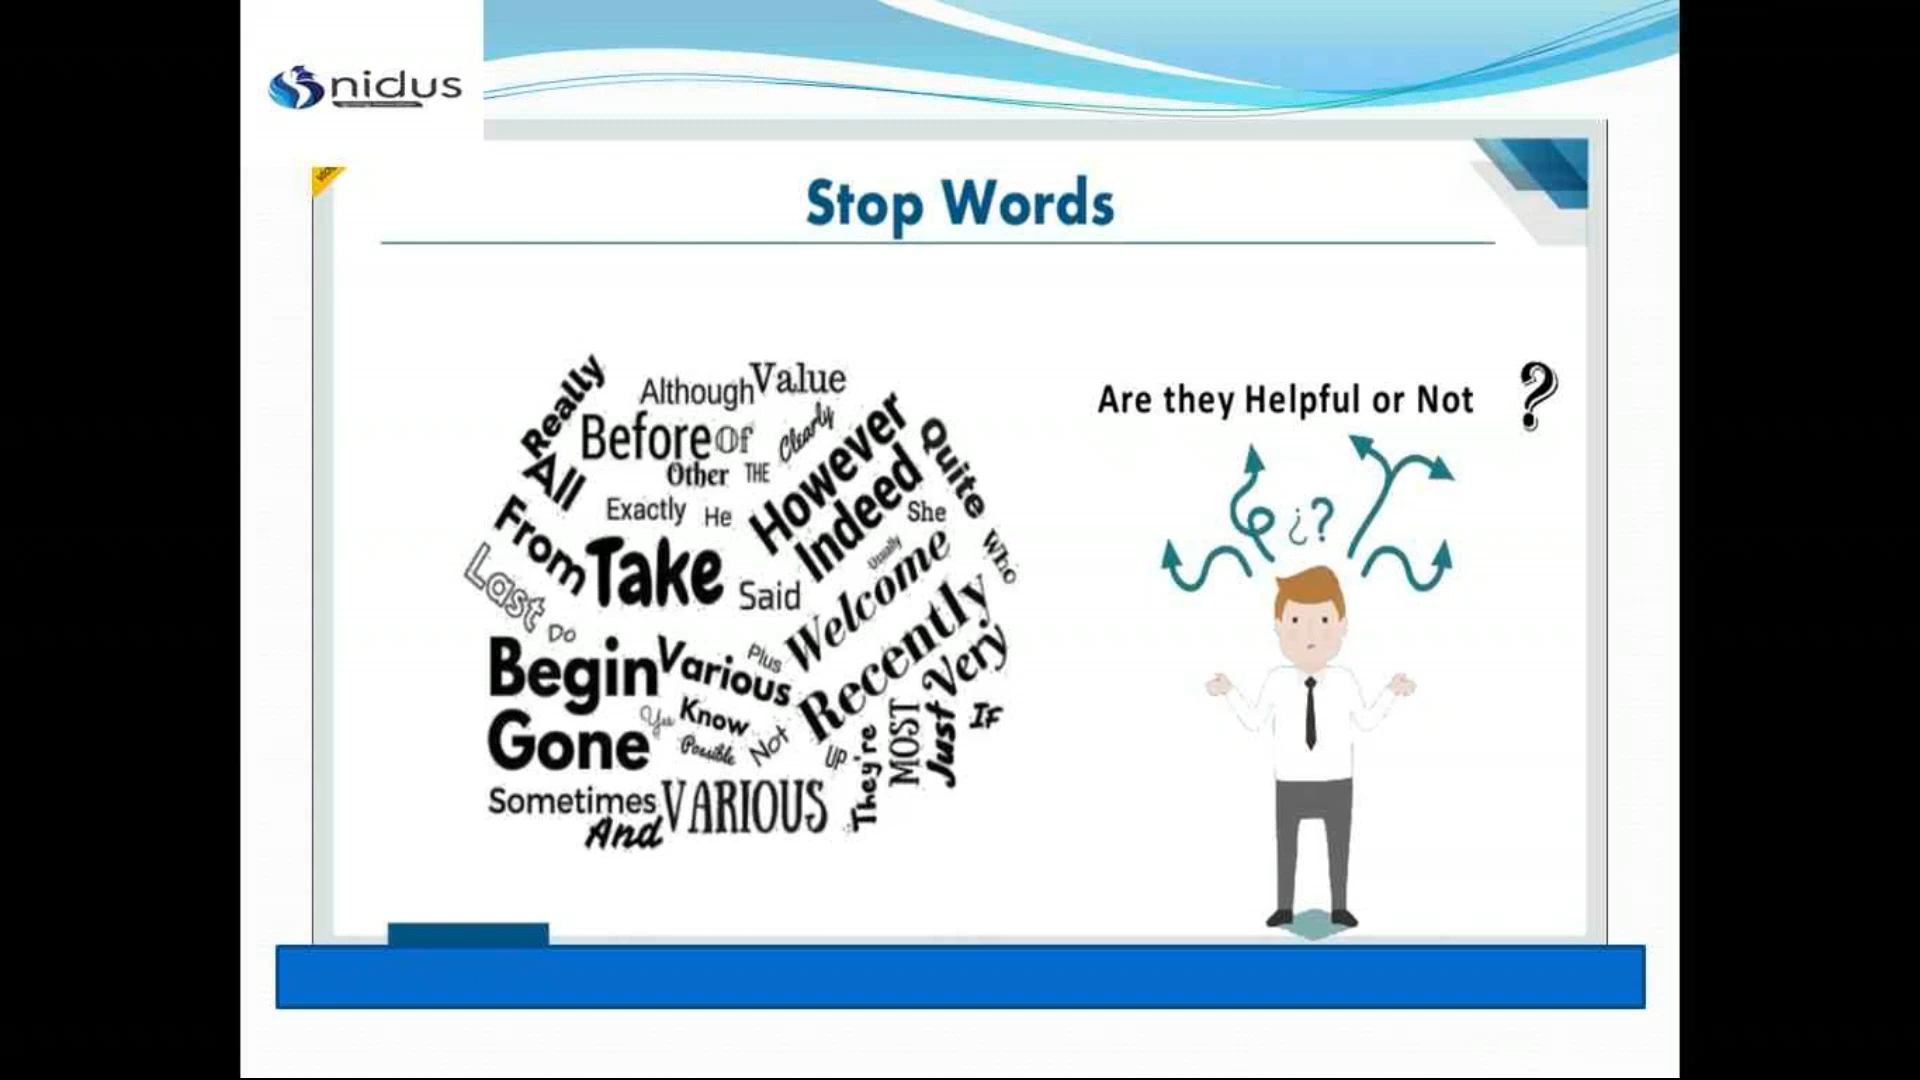 nidus
Stop Words
Really
Although
Value
Before
Of
Clearly
However
Other
THE
All
Quite
Indeed
Exactly
He
She
From
Take
Usually
Who
Last
Said
Welcome
Do
Recently
Begin
Various
Plus
Very
Know
Gone
Possible
Not
UP
They're
MOST
Just
IF
Sometimes
VARIOUS
And
Are they Helpful or Not ?
¿?